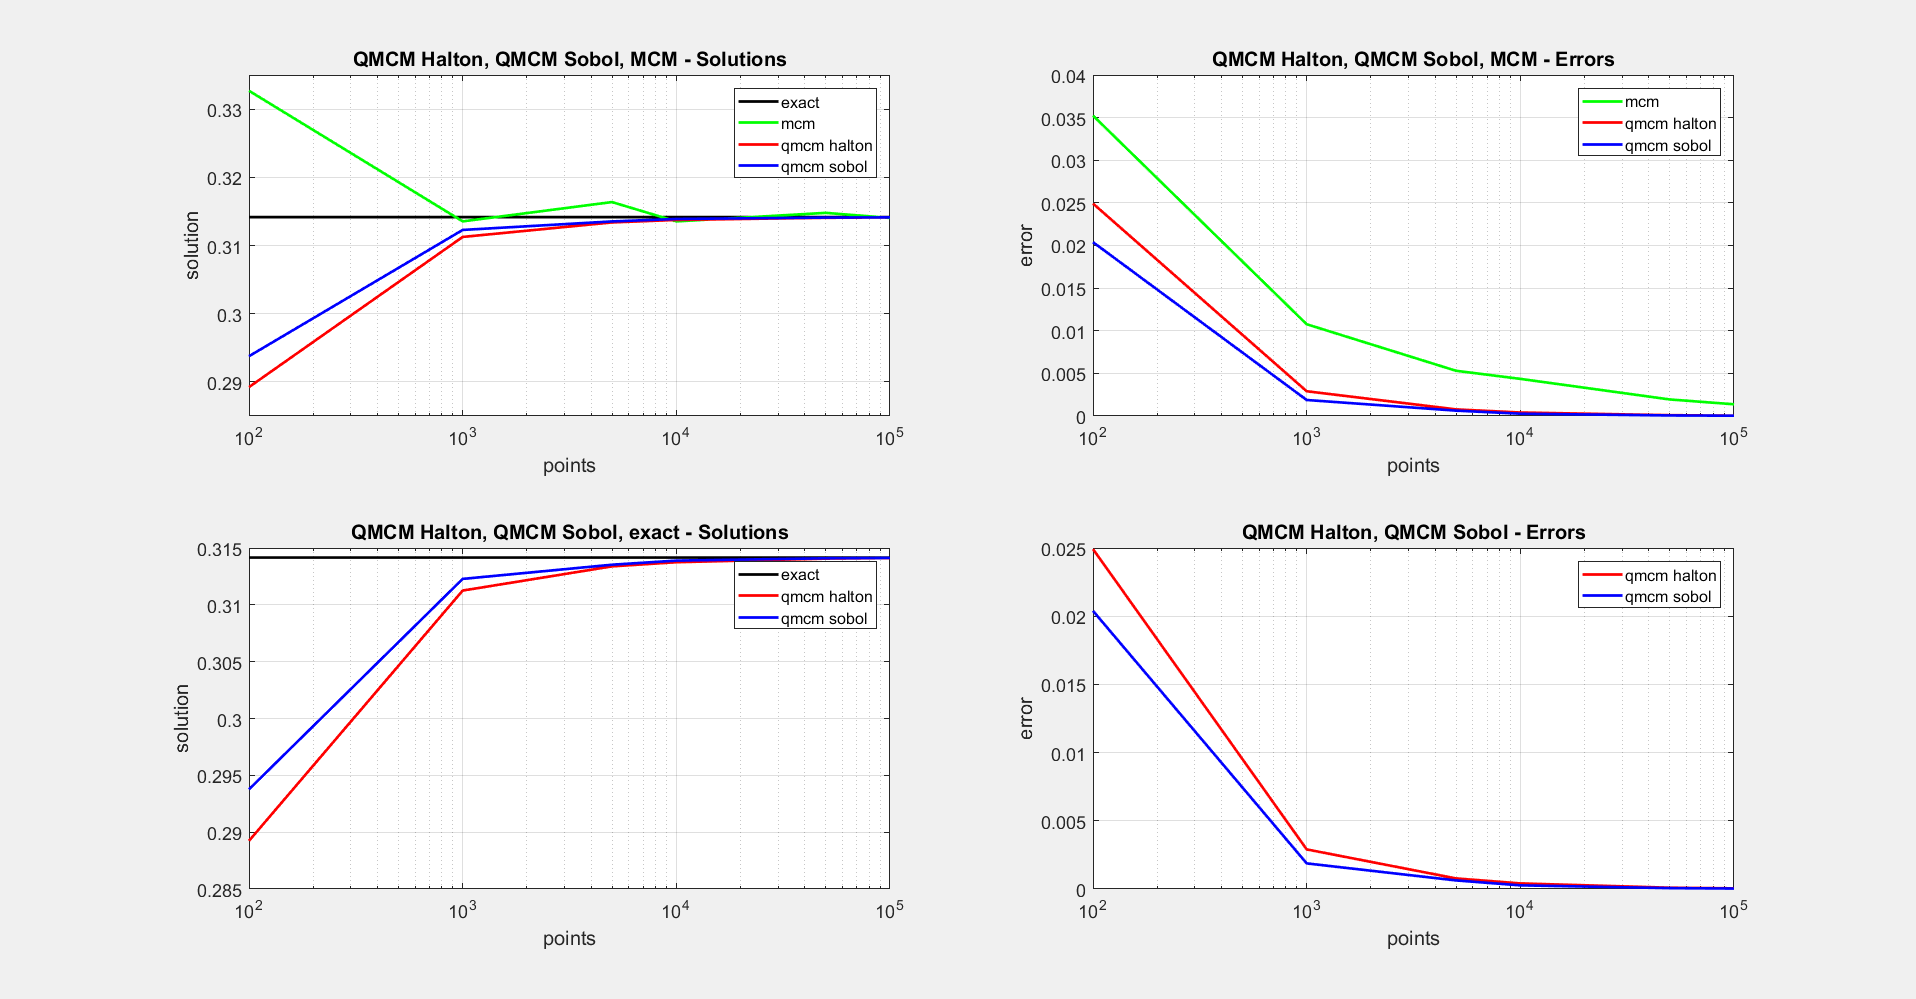 QMCM Halton, QMCM Sobol, MCM - Solutions
0.33
0.32
0.31
0.3
0.29
solution
10^2
10^3
10^4
10^5
points
exact
mcm
qmcm halton
qmcm sobol
QMCM Halton, QMCM Sobol, MCM - Errors
0.04
0.035
0.03
0.025
0.02
0.015
0.01
0.005
0
error
10^2
10^3
10^4
10^5
points
mcm
qmcm halton
qmcm sobol
QMCM Halton, QMCM Sobol, exact - Solutions
0.315
0.31
0.305
0.3
0.295
0.29
0.285
solution
10^2
10^3
10^4
10^5
points
exact
qmcm halton
qmcm sobol
QMCM Halton, QMCM Sobol - Errors
0.025
0.02
0.015
0.01
0.005
0
error
10^2
10^3
10^4
10^5
points
qmcm halton
qmcm sobol